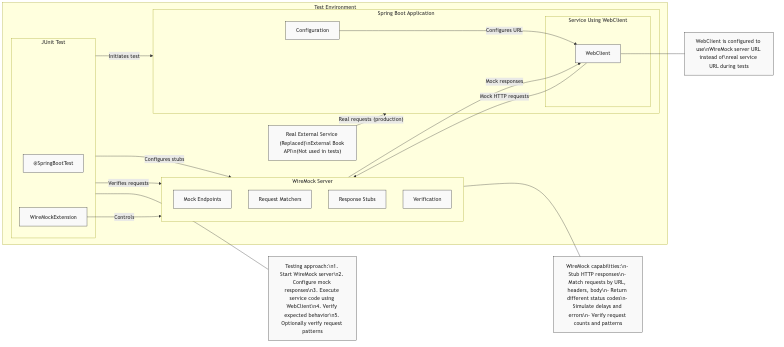 Test Environment
Spring Boot Application
JUnit Test
Service Using WebClient
Configuration
Configures URL
WebClient
WebClient is configured to
use\nWireMock server URL
instead of\nreal service
URL during tests
Initiates test
Mock responses
Mock HTTP requests
Real requests (production)
Real External Service
(Replaced)\nExternal Book
API\n(Not used in tests)
@SpringBootTest
Configures stubs
Verifies requests
WireMock Server
Mock Endpoints
Request Matchers
Response Stubs
Verification
WireMockExtension
Controls
Testing approach:\n1.
Start WireMock server\n2.
Configure mock
responses\n3. Execute
service code using
WebClient\n4. Verify
expected behavior\n5.
Optionally verify request
patterns
WireMock capabilities:\n-
Stub HTTP responses\n-
Match requests by URL,
headers, body\n- Return
different status codes\n-
Simulate delays and
errors\n- Verify request
counts and patterns